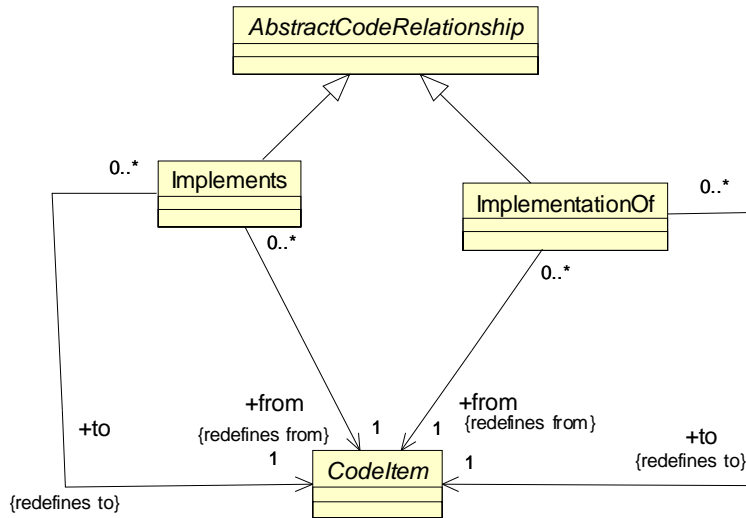 AbstractCodeRelationship
0..*
Implements
0..*
ImplementationOf
0..*
0..*
+from
{redefines from}
1
+from
{redefines from}
1
+to
1
{redefines to}
CodeItem
1
+to
{redefines to}